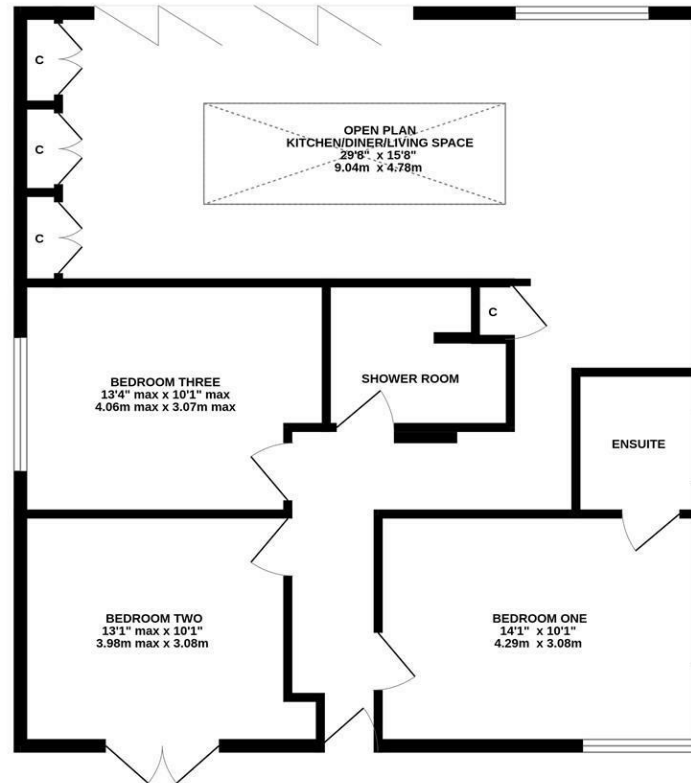 C
C
C
OPEN PLAN
KITCHEN/DINER/LIVING SPACE
29'8" x 15'8"
9.04m x 4.78m
C
BEDROOM THREE
13'4" max x 10'1" max
4.06m max x 3.07m max
SHOWER ROOM
ENSUITE
BEDROOM TWO
13'1" max x 10'1"
3.98m max x 3.08m
BEDROOM ONE
14'1" x 10'1"
4.29m x 3.08m